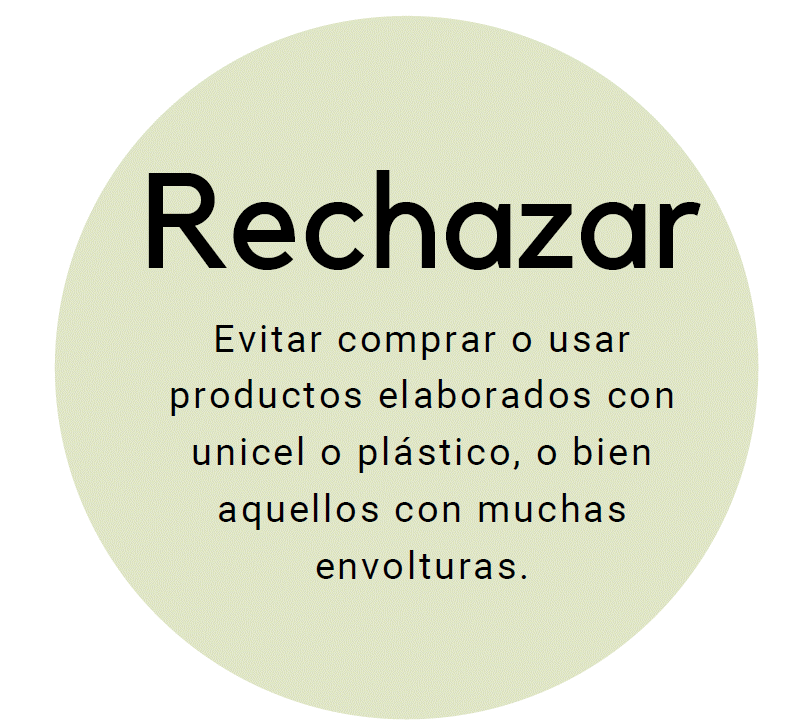 Rechazar
Evitar comprar o usar
productos elaborados con
unicel o plástico, o bien
aquellos con muchas
envolturas.